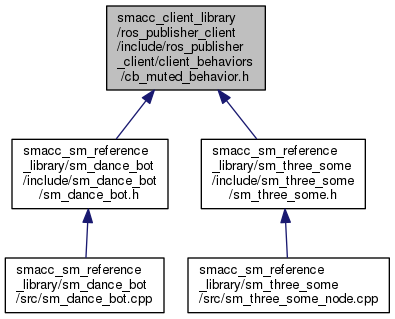 smacc_client_library
/ros_publisher_client
/include/ros_publisher
_client/client_behaviors
/cb_muted_behavior.h
smacc_sm_reference
_library/sm_dance_bot
/include/sm_dance_bot
/sm_dance_bot.h
smacc_sm_reference
_library/sm_three_some
/include/sm_three_some
/sm_three_some.h
smacc_sm_reference
_library/sm_dance_bot
/src/sm_dance_bot.cpp
smacc_sm_reference
_library/sm_three_some
/src/sm_three_some_node.cpp